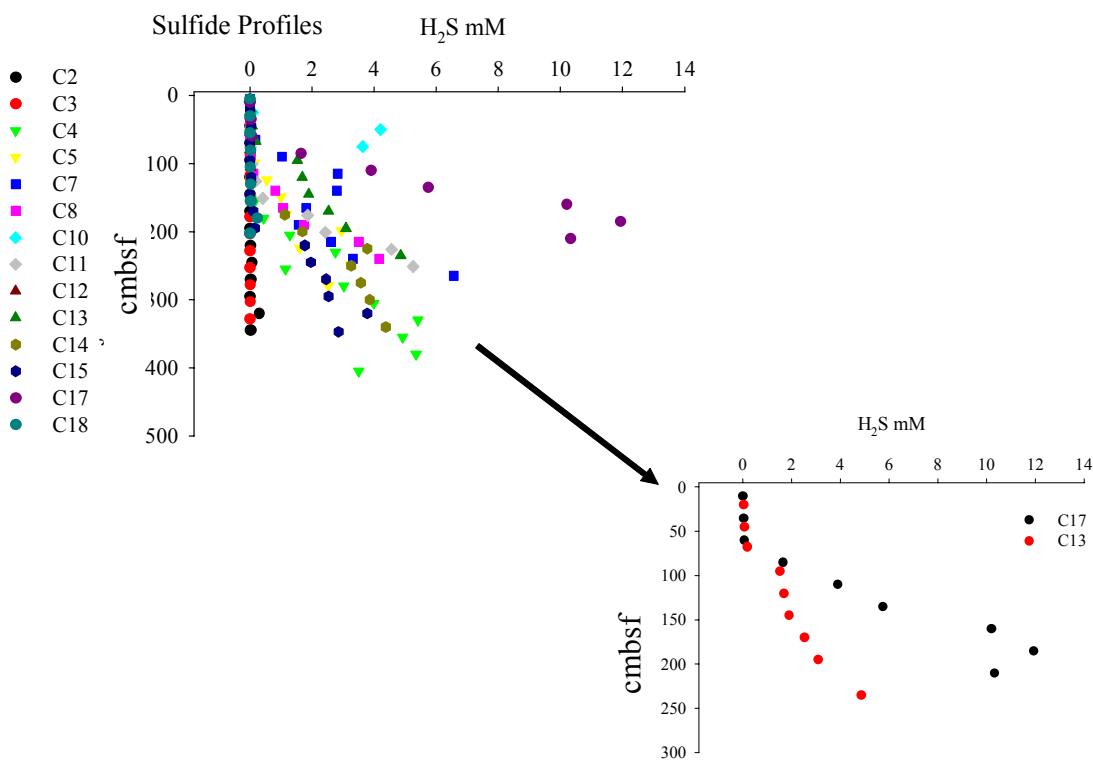 Sulfide Profiles
H2S mM
0 2 4 6 8 10 12 14
C2
C3
C4
C5
C7
C8
C10
C11
C12
C13
C14
C15
C17
C18
0
100
200
300
400
500
cmbsf
H2S mM
0 2 4 6 8 10 12 14
C17
C13
0
50
100
150
200
250
300
cmbsf